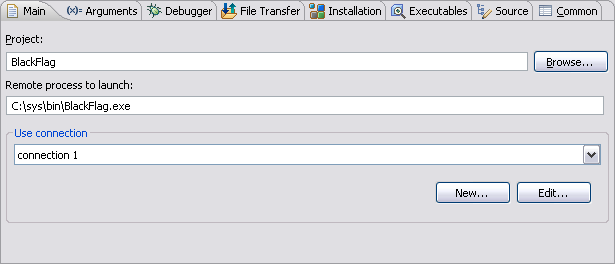 Main (x)= Arguments Debugger File Transfer Installation Executables Source Common
Project:
BlackFlag Browse...
Remote process to launch:
C:\sys\bin\BlackFlag.exe
Use connection
connection 1
New... Edit...